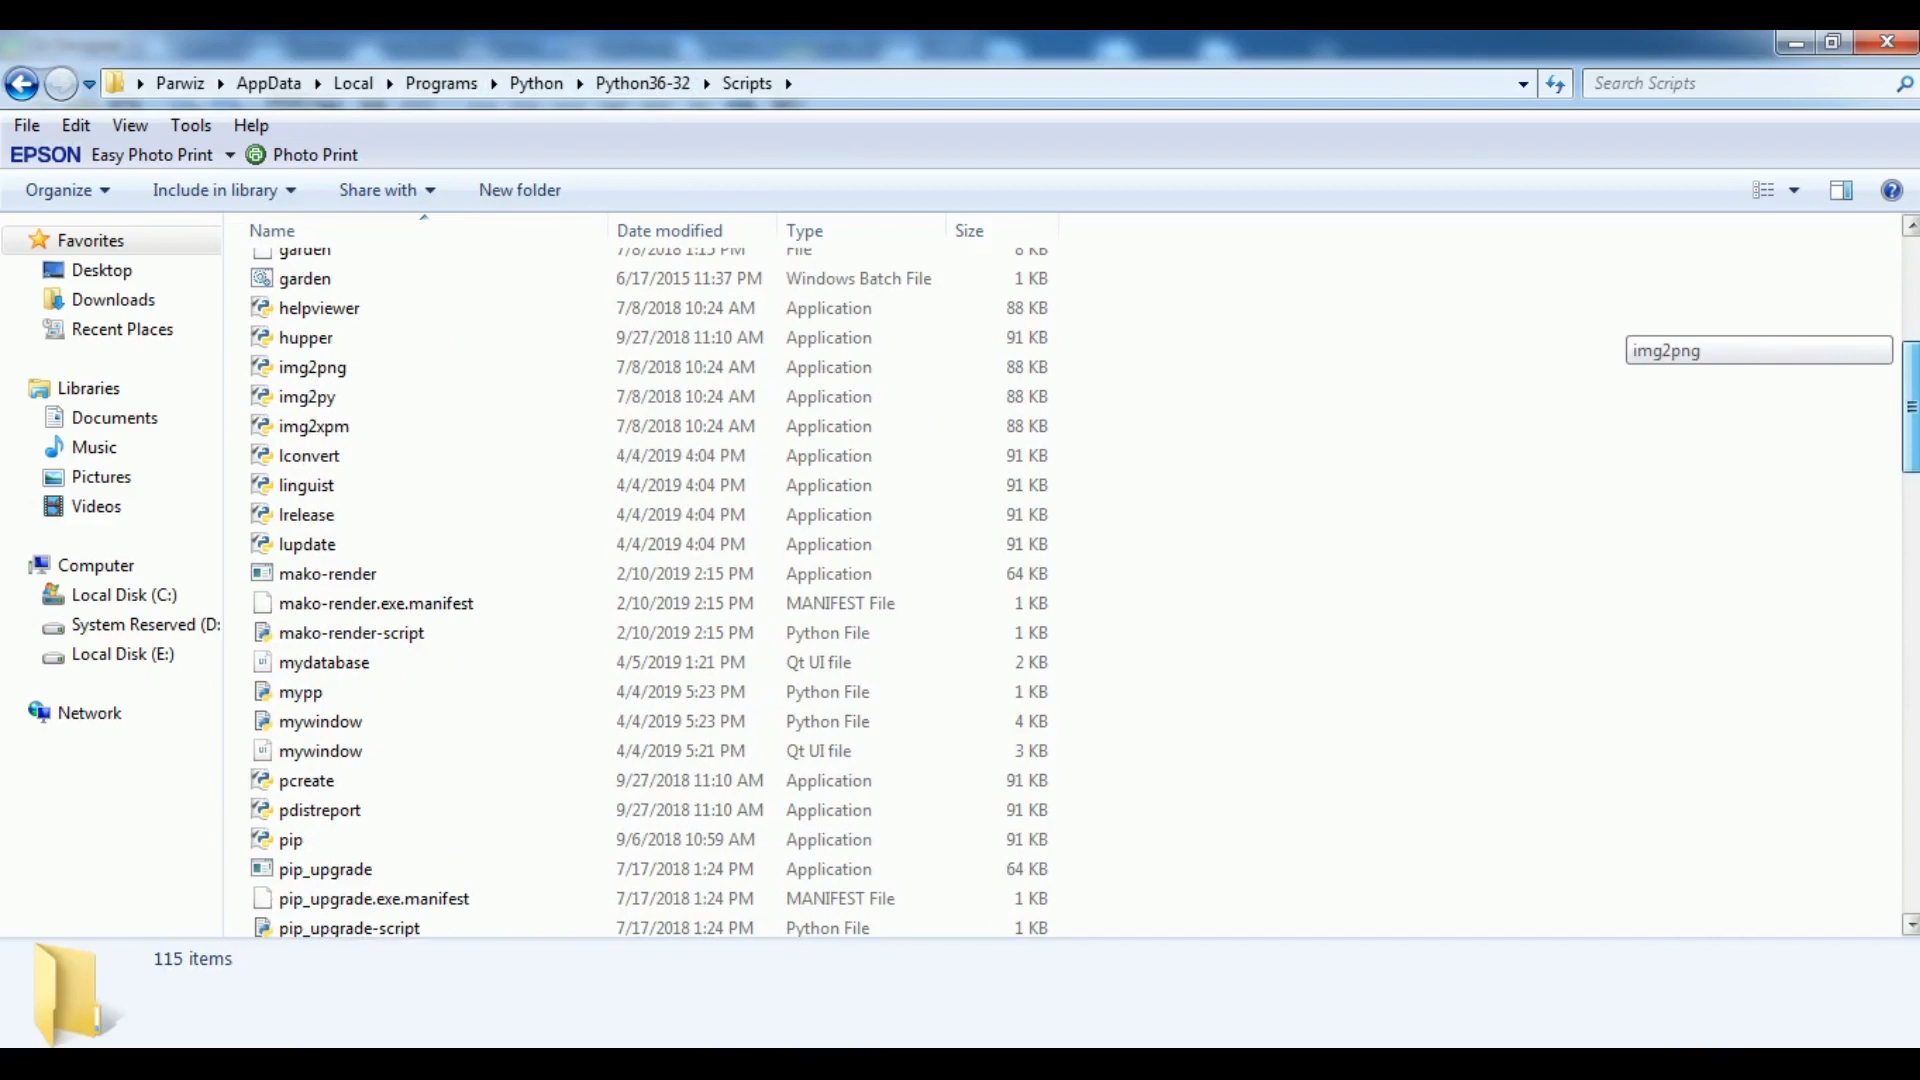 Parwiz AppData Local Programs Python Python36-32 Scripts Search Scripts
File Edit View Tools Help
EPSON Easy Photo Print Photo Print
Organize Include in library Share with New folder
Name Date modified Type Size
Favorites
Desktop
Downloads
Recent Places
Libraries
Documents
Music
Pictures
Videos
Computer
Local Disk (C:)
System Reserved (D:
Local Disk (E:)
Network
garden 7/8/2018 1:15 PM File 8 KB
garden 6/17/2015 11:37 PM Windows Batch File 1 KB
helpviewer 7/8/2018 10:24 AM Application 88 KB
hupper 9/27/2018 11:10 AM Application 91 KB
img2png 7/8/2018 10:24 AM Application 88 KB
img2py 7/8/2018 10:24 AM Application 88 KB
img2xpm 7/8/2018 10:24 AM Application 88 KB
lconvert 4/4/2019 4:04 PM Application 91 KB
linguist 4/4/2019 4:04 PM Application 91 KB
lrelease 4/4/2019 4:04 PM Application 91 KB
lupdate 4/4/2019 4:04 PM Application 91 KB
mako-render 2/10/2019 2:15 PM Application 64 KB
mako-render.exe.manifest 2/10/2019 2:15 PM MANIFEST File 1 KB
mako-render-script 2/10/2019 2:15 PM Python File 1 KB
mydatabase 4/5/2019 1:21 PM Qt UI file 2 KB
mypp 4/4/2019 5:23 PM Python File 1 KB
mywindow 4/4/2019 5:23 PM Python File 4 KB
mywindow 4/4/2019 5:21 PM Qt UI file 3 KB
pcreate 9/27/2018 11:10 AM Application 91 KB
pdistreport 9/27/2018 11:10 AM Application 91 KB
pip 9/6/2018 10:59 AM Application 91 KB
pip_upgrade 7/17/2018 1:24 PM Application 64 KB
pip_upgrade.exe.manifest 7/17/2018 1:24 PM MANIFEST File 1 KB
pip_upgrade-script 7/17/2018 1:24 PM Python File 1 KB
img2png
115 items